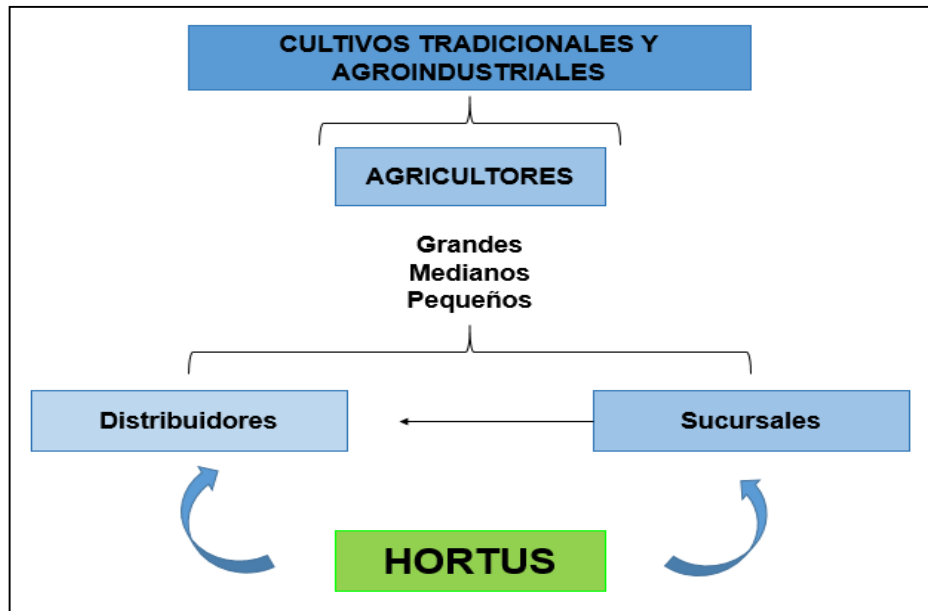 CULTIVOS TRADICIONALES Y
AGROINDUSTRIALES
AGRICULTORES
Grandes
Medianos
Pequeños
Distribuidores
Sucursales
HORTUS